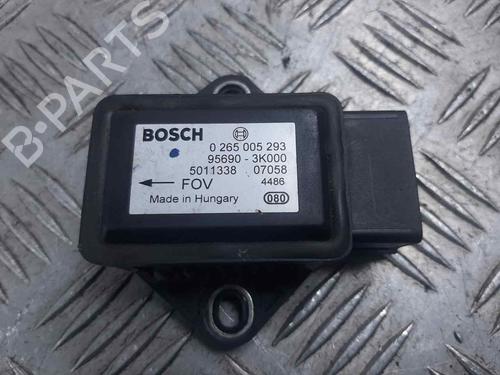 B-PARTS
BOSCH
0 265 005 293
95690 - 3K000
5011338 07058
← FOV 4486
Made in Hungary 080